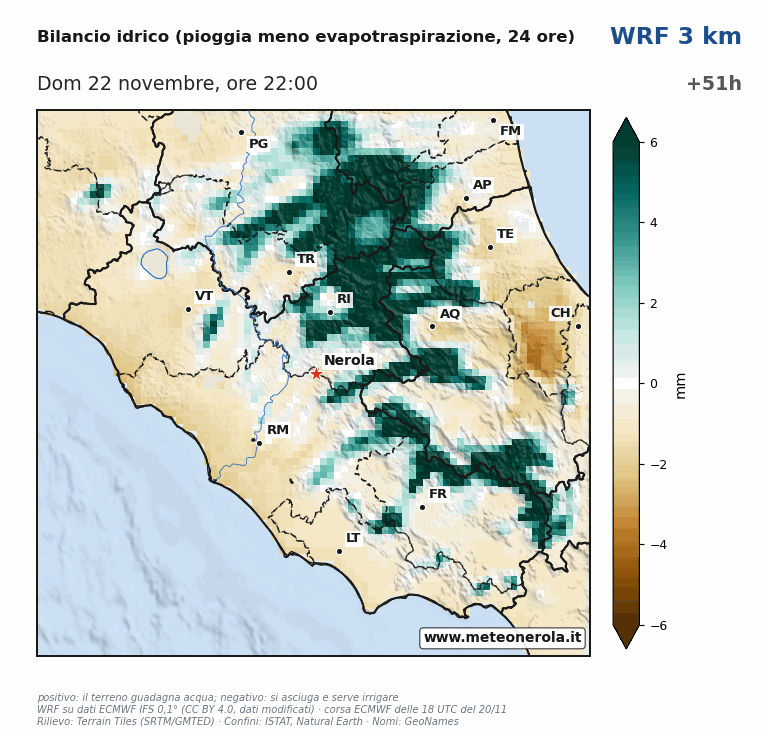 Bilancio idrico (pioggia meno evapotraspirazione, 24 ore)
WRF 3 km
Dom 22 novembre, ore 22:00
+51h
FM
PG
AP
TE
TR
VT
RI
AQ
CH
Nerola
RM
FR
LT
www.meteonerola.it
6
4
2
0
−2
−4
−6
mm
positivo: il terreno guadagna acqua; negativo: si asciuga e serve irrigare
WRF su dati ECMWF IFS 0,1° (CC BY 4.0, dati modificati) · corsa ECMWF delle 18 UTC del 20/11
Rilievo: Terrain Tiles (SRTM/GMTED) · Confini: ISTAT, Natural Earth · Nomi: GeoNames